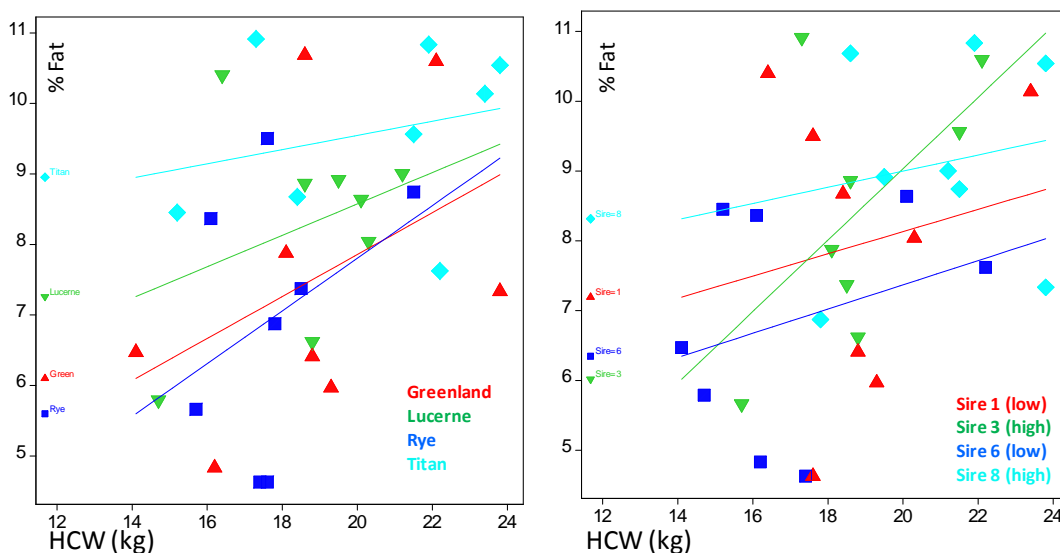 11
10
9
8
7
6
5
% Fat
Titan
Lucerne
Green
Rye
Greenland
Lucerne
Rye
Titan
12 14 16 18 20 22 24
HCW (kg)
11
10
9
8
7
6
5
% Fat
Sire=8
Sire=1
Sire=6
Sire=3
Sire 1 (low)
Sire 3 (high)
Sire 6 (low)
Sire 8 (high)
12 14 16 18 20 22 24
HCW (kg)